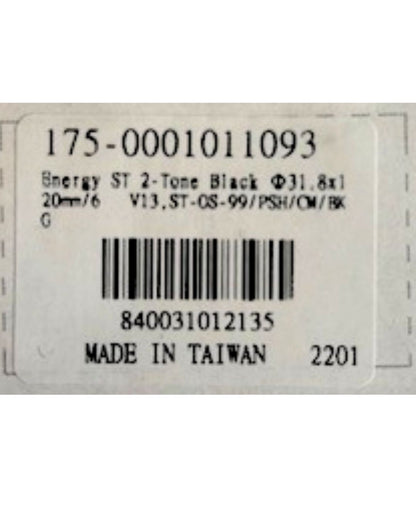 175-0001011093
Energy ST 2-Tone Black Φ31.8x1
20mm/6 V13,ST-OS-99/PSH/CW/BK
G
840031012135
MADE IN TAIWAN 2201